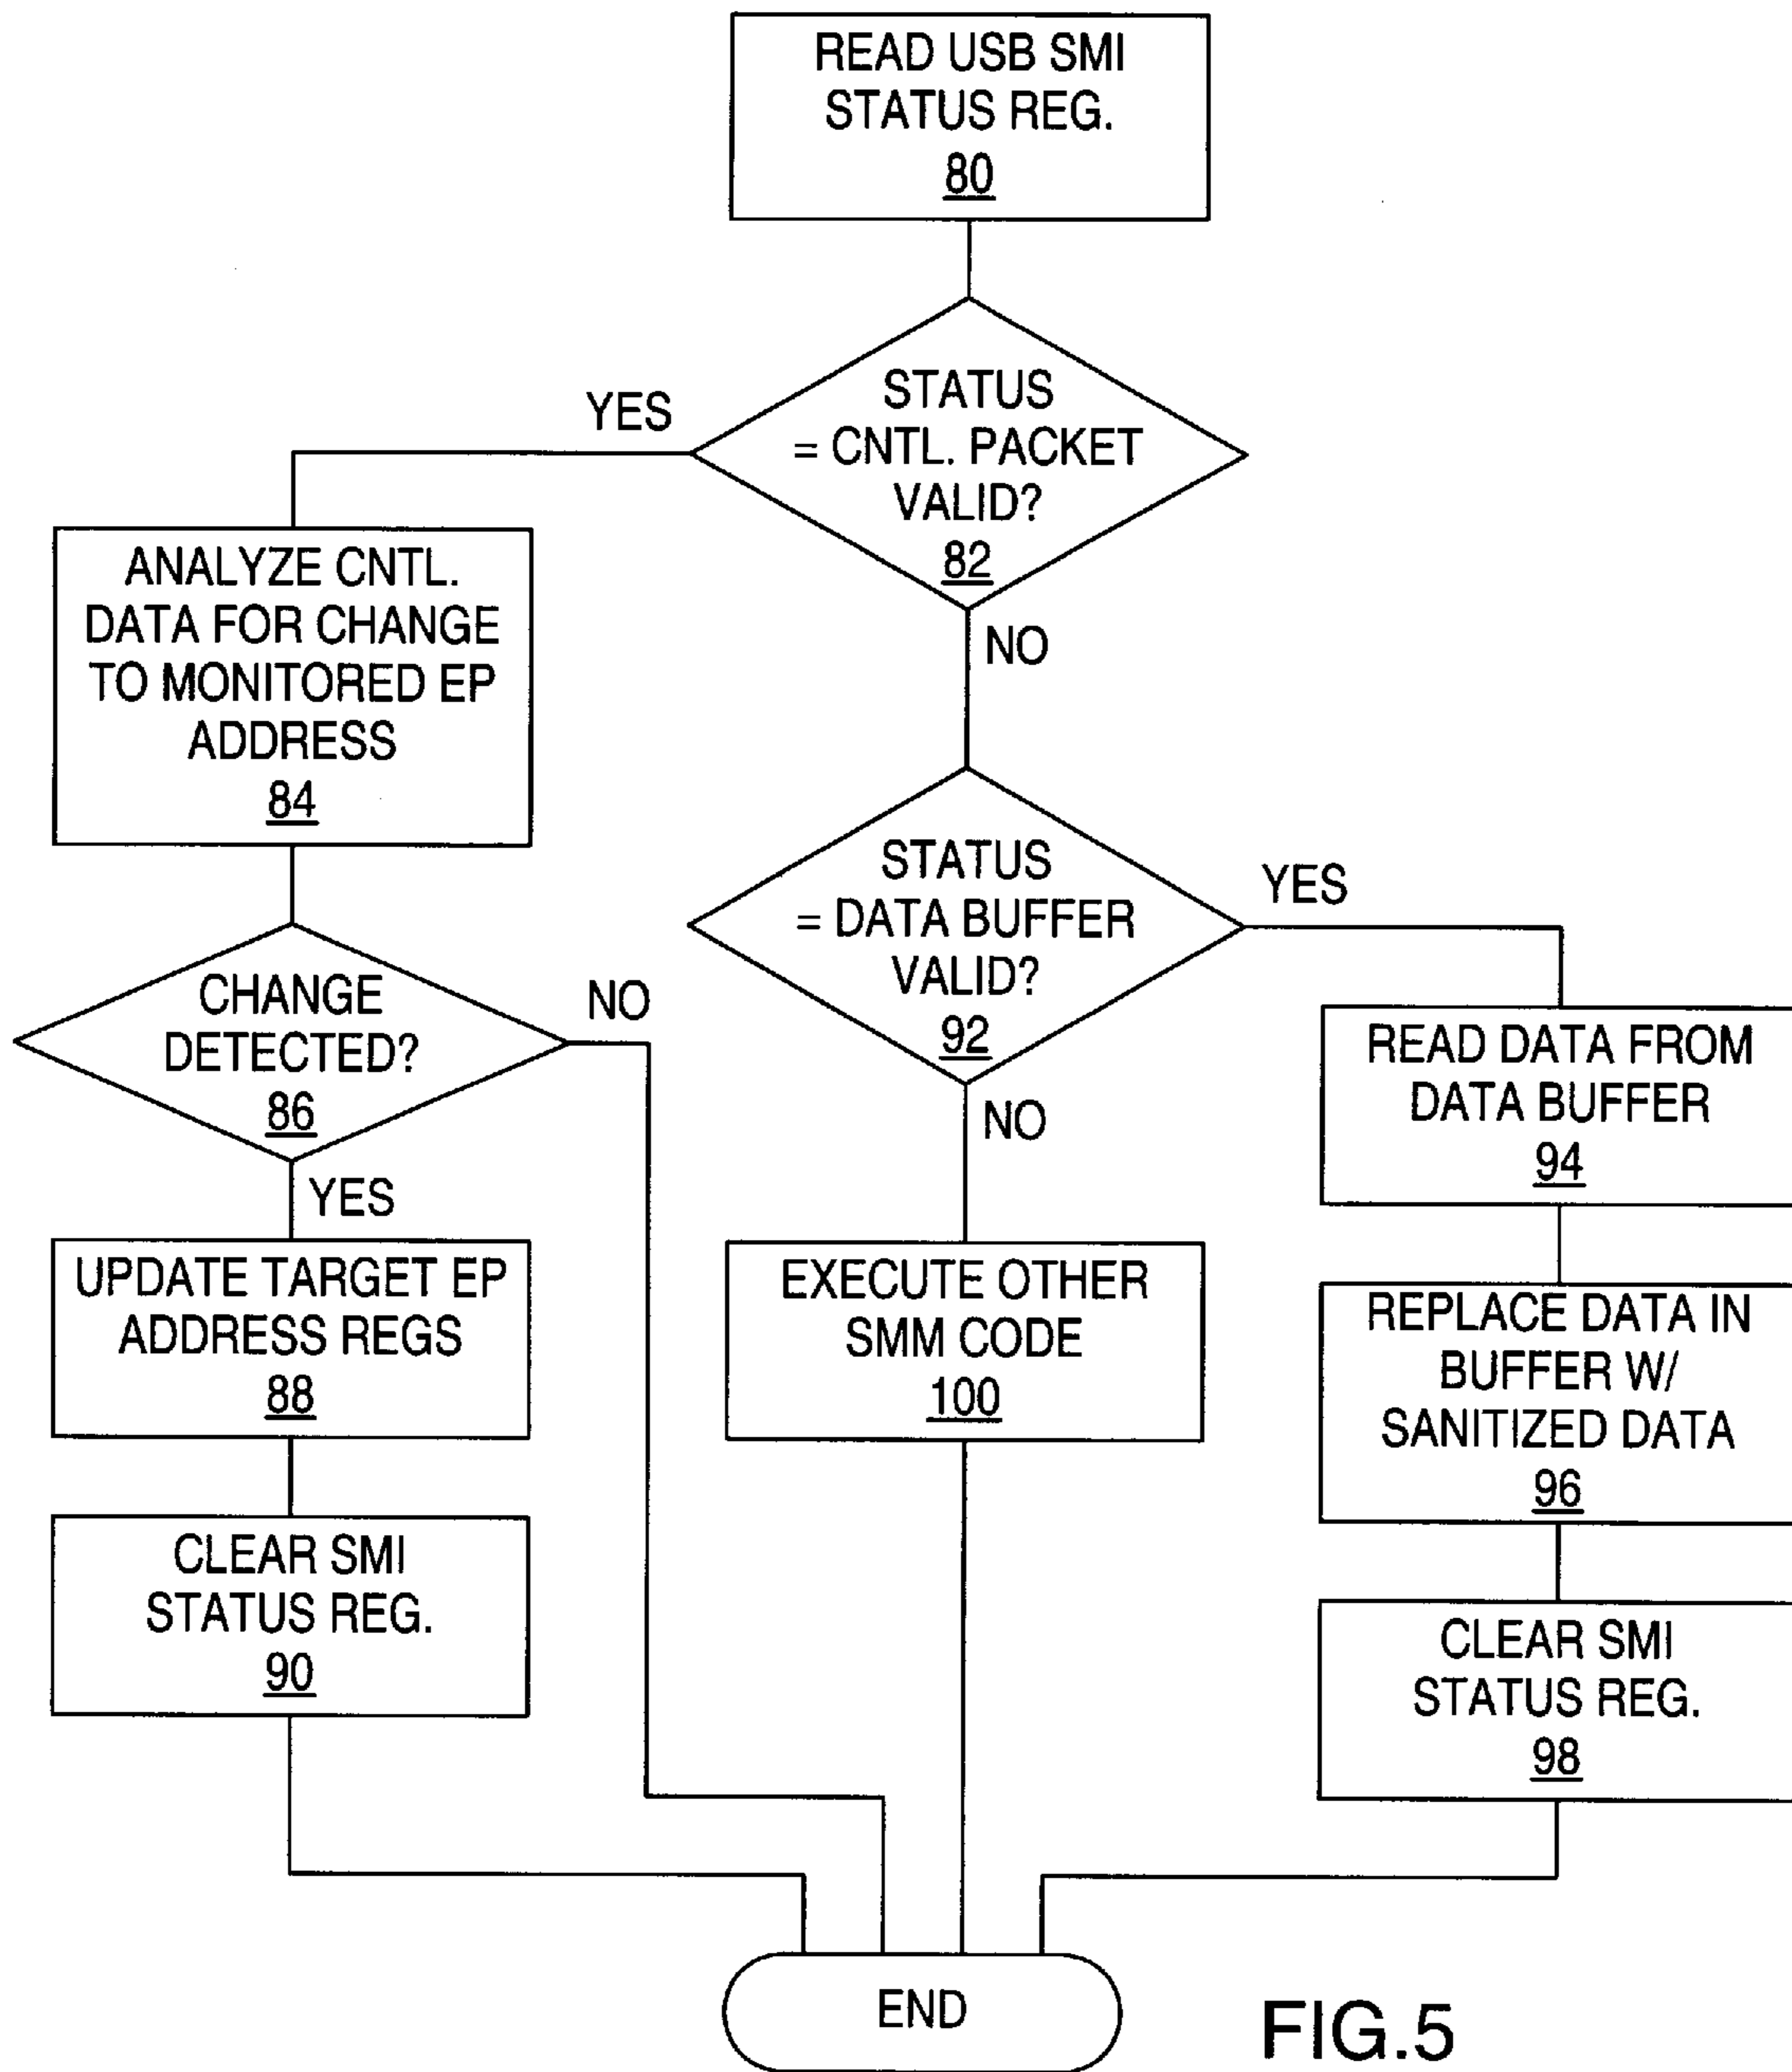 READ USB SMI
STATUS REG.
80
STATUS
= CNTL. PACKET
VALID?
82
YES
NO
ANALYZE CNTL.
DATA FOR CHANGE
TO MONITORED EP
ADDRESS
84
CHANGE
DETECTED?
86
NO
YES
UPDATE TARGET EP
ADDRESS REGS
88
CLEAR SMI
STATUS REG.
90
STATUS
= DATA BUFFER
VALID?
92
YES
NO
EXECUTE OTHER
SMM CODE
100
READ DATA FROM
DATA BUFFER
94
REPLACE DATA IN
BUFFER W/
SANITIZED DATA
96
CLEAR SMI
STATUS REG.
98
END
FIG.5